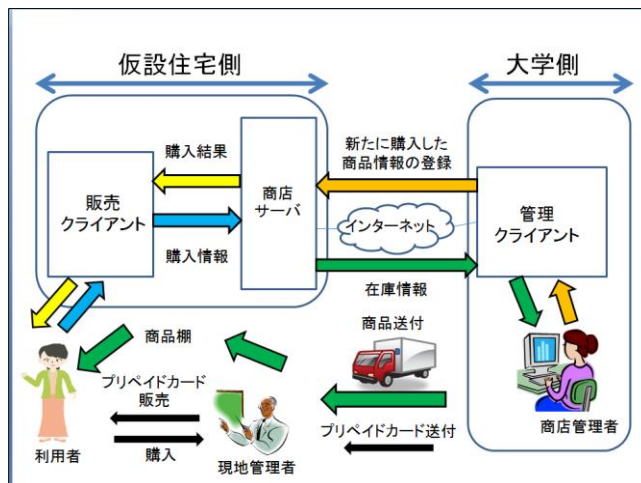 仮設住宅側
大学側
販売
クライアント
購入結果
購入情報
商店
サーバ
新たに購入した
商品情報の登録
インターネット
在庫情報
管理
クライアント
商品棚
商品送付
プリペイドカード
販売
購入
プリペイドカード送付
利用者
現地管理者
商店管理者